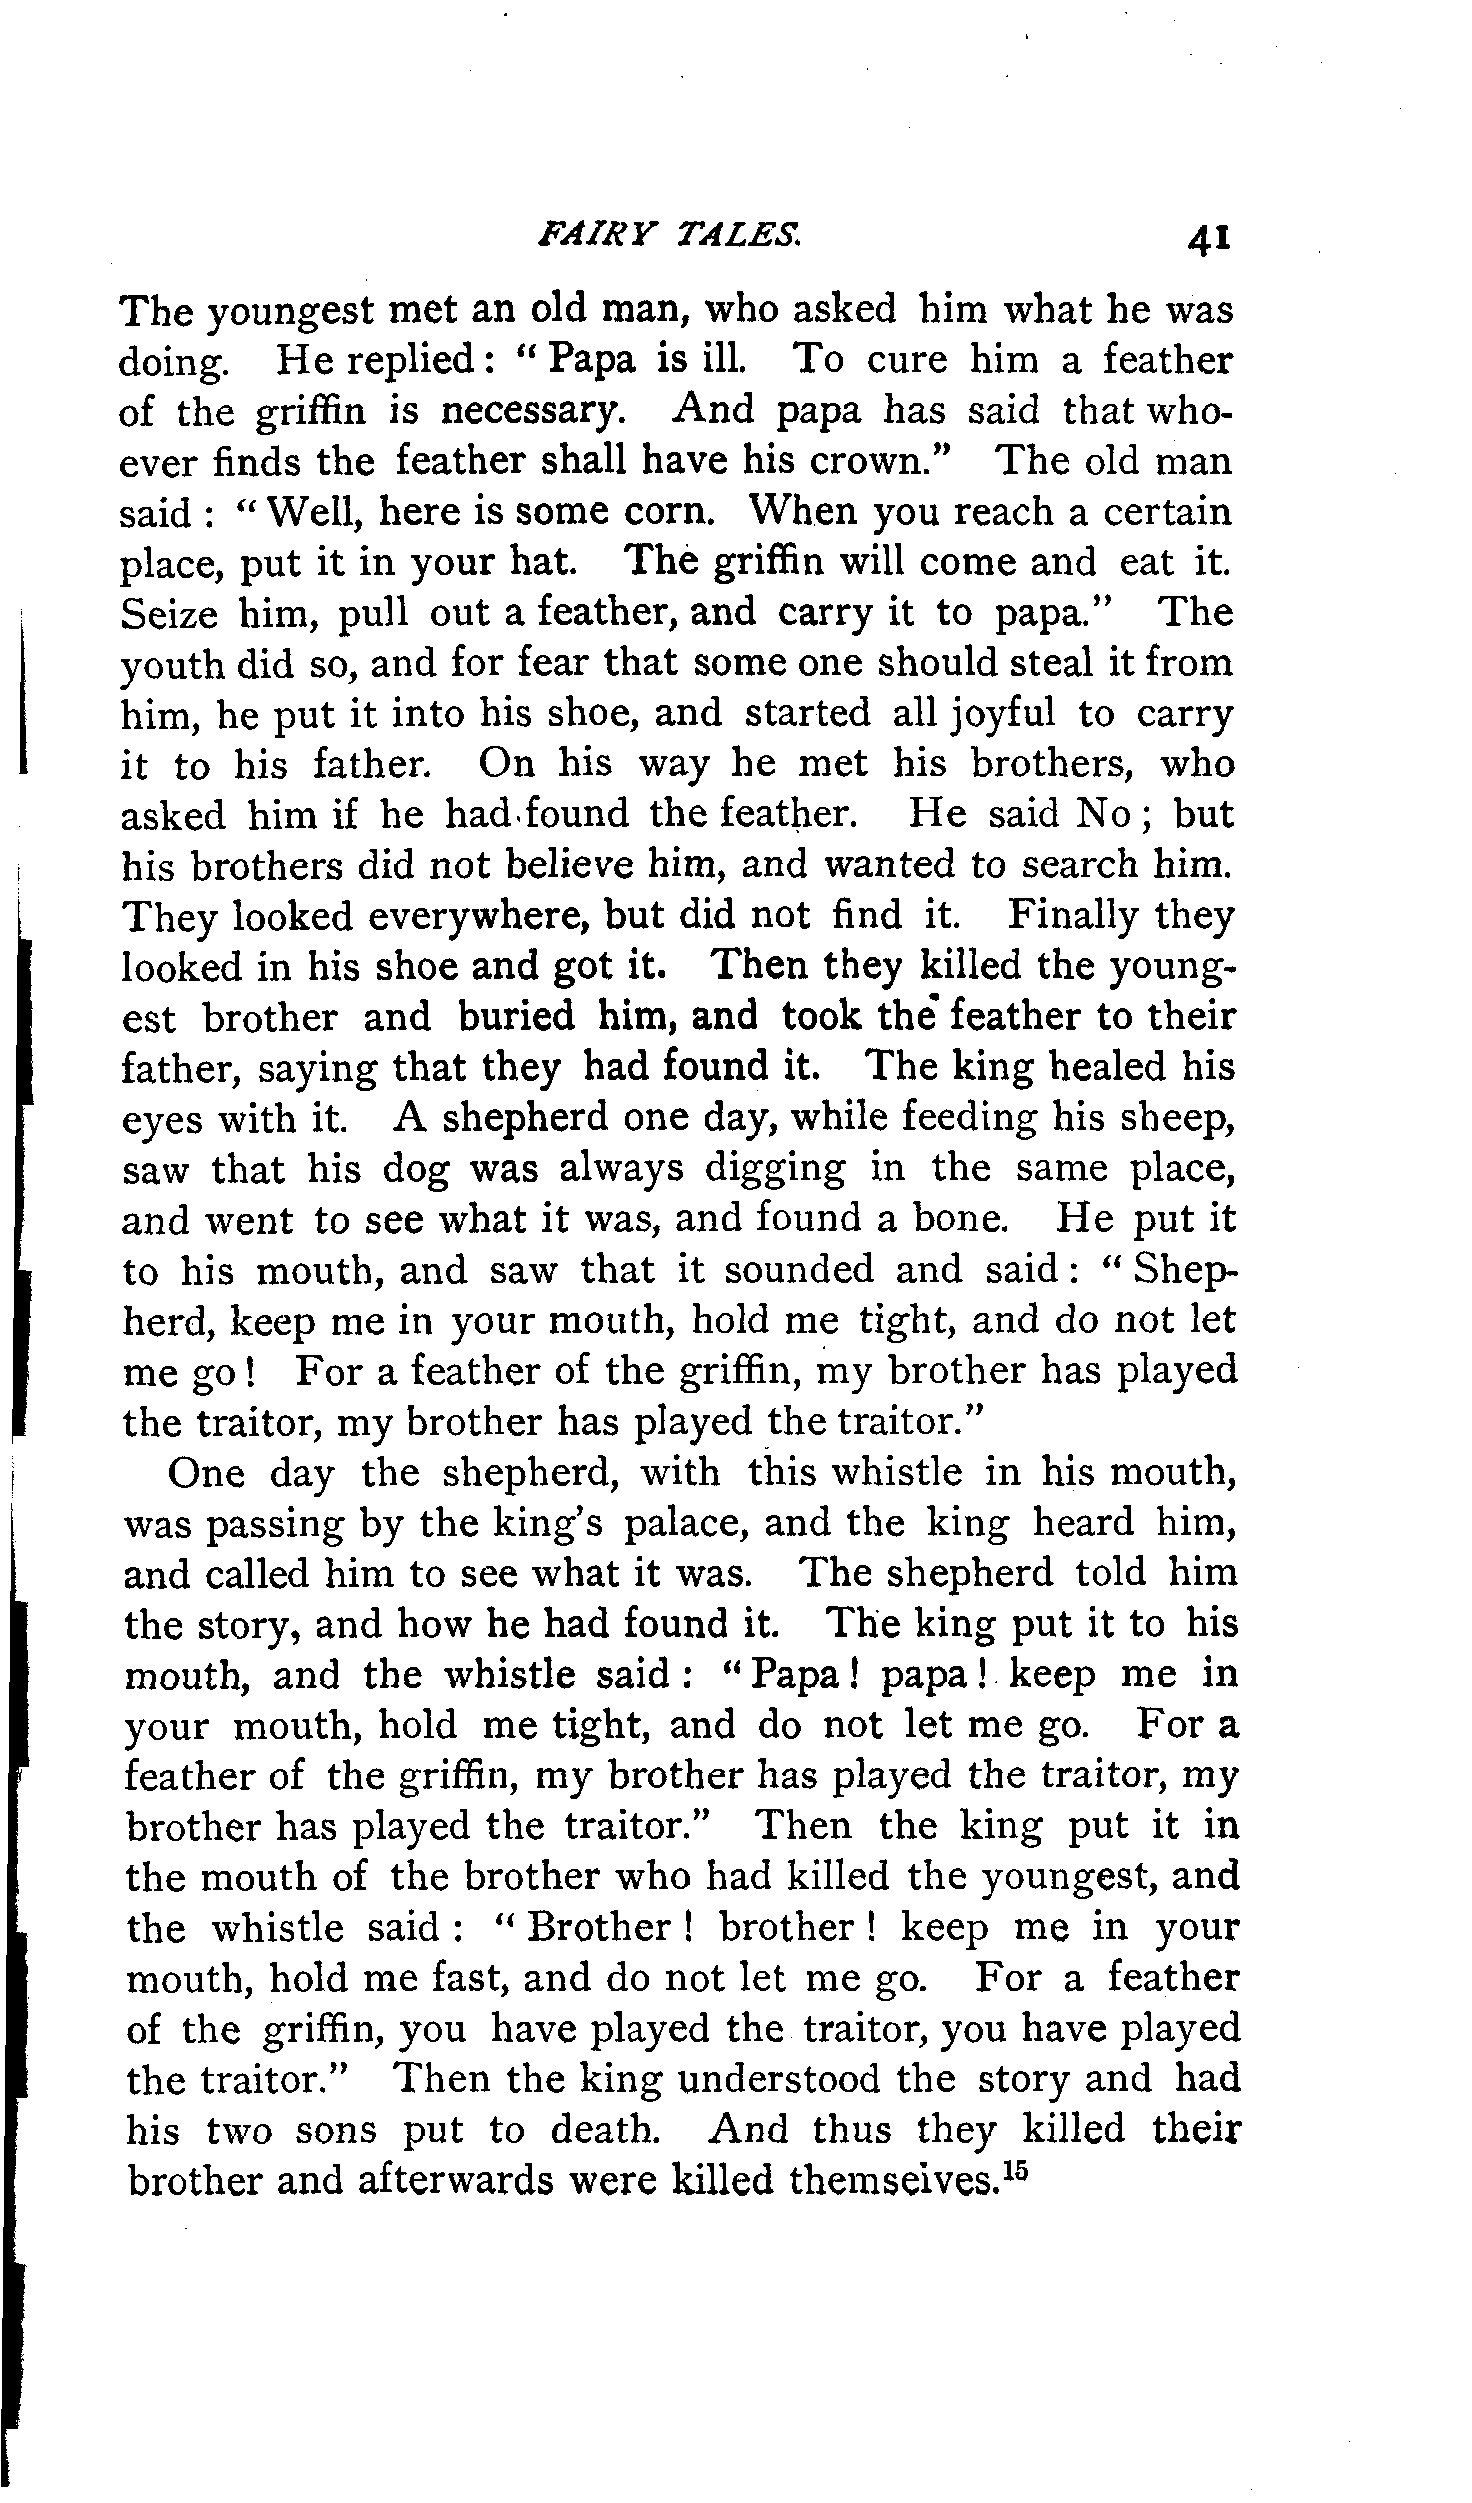 FAIRY TALES. 41
The youngest met an old man, who asked him what he was
doing. He replied: “Papa is ill. To cure him a feather
of the griffin is necessary. And papa has said that who-
ever finds the feather shall have his crown.” The old man
said: “Well, here is some corn. When you reach a certain
place, put it in your hat. The griffin will come and eat it.
Seize him, pull out a feather, and carry it to papa.” The
youth did so, and for fear that some one should steal it from
him, he put it into his shoe, and started all joyful to carry
it to his father. On his way he met his brothers, who
asked him if he had found the feather. He said No; but
his brothers did not believe him, and wanted to search him.
They looked everywhere, but did not find it. Finally they
looked in his shoe and got it. Then they killed the young-
est brother and buried him, and took the feather to their
father, saying that they had found it. The king healed his
eyes with it. A shepherd one day, while feeding his sheep,
saw that his dog was always digging in the same place,
and went to see what it was, and found a bone. He put it
to his mouth, and saw that it sounded and said: “Shep-
herd, keep me in your mouth, hold me tight, and do not let
me go! For a feather of the griffin, my brother has played
the traitor, my brother has played the traitor.”
One day the shepherd, with this whistle in his mouth,
was passing by the king’s palace, and the king heard him,
and called him to see what it was. The shepherd told him
the story, and how he had found it. The king put it to his
mouth, and the whistle said: “Papa! papa! keep me in
your mouth, hold me tight, and do not let me go. For a
feather of the griffin, my brother has played the traitor, my
brother has played the traitor.” Then the king put it in
the mouth of the brother who had killed the youngest, and
the whistle said: “Brother! brother! keep me in your
mouth, hold me fast, and do not let me go. For a feather
of the griffin, you have played the traitor, you have played
the traitor.” Then the king understood the story and had
his two sons put to death. And thus they killed their
brother and afterwards were killed themselves.¹⁵